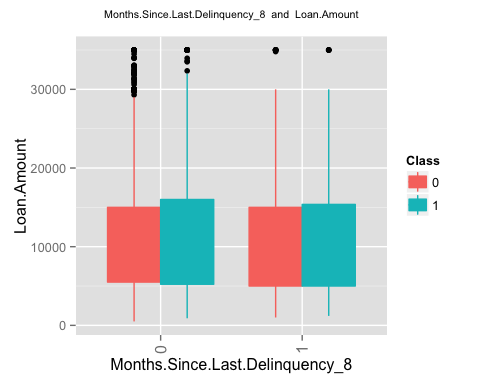 Months.Since.Last.Delinquency_8 and Loan.Amount
Loan.Amount
30000
20000
10000
0
0
1
Months.Since.Last.Delinquency_8
Class
0
1